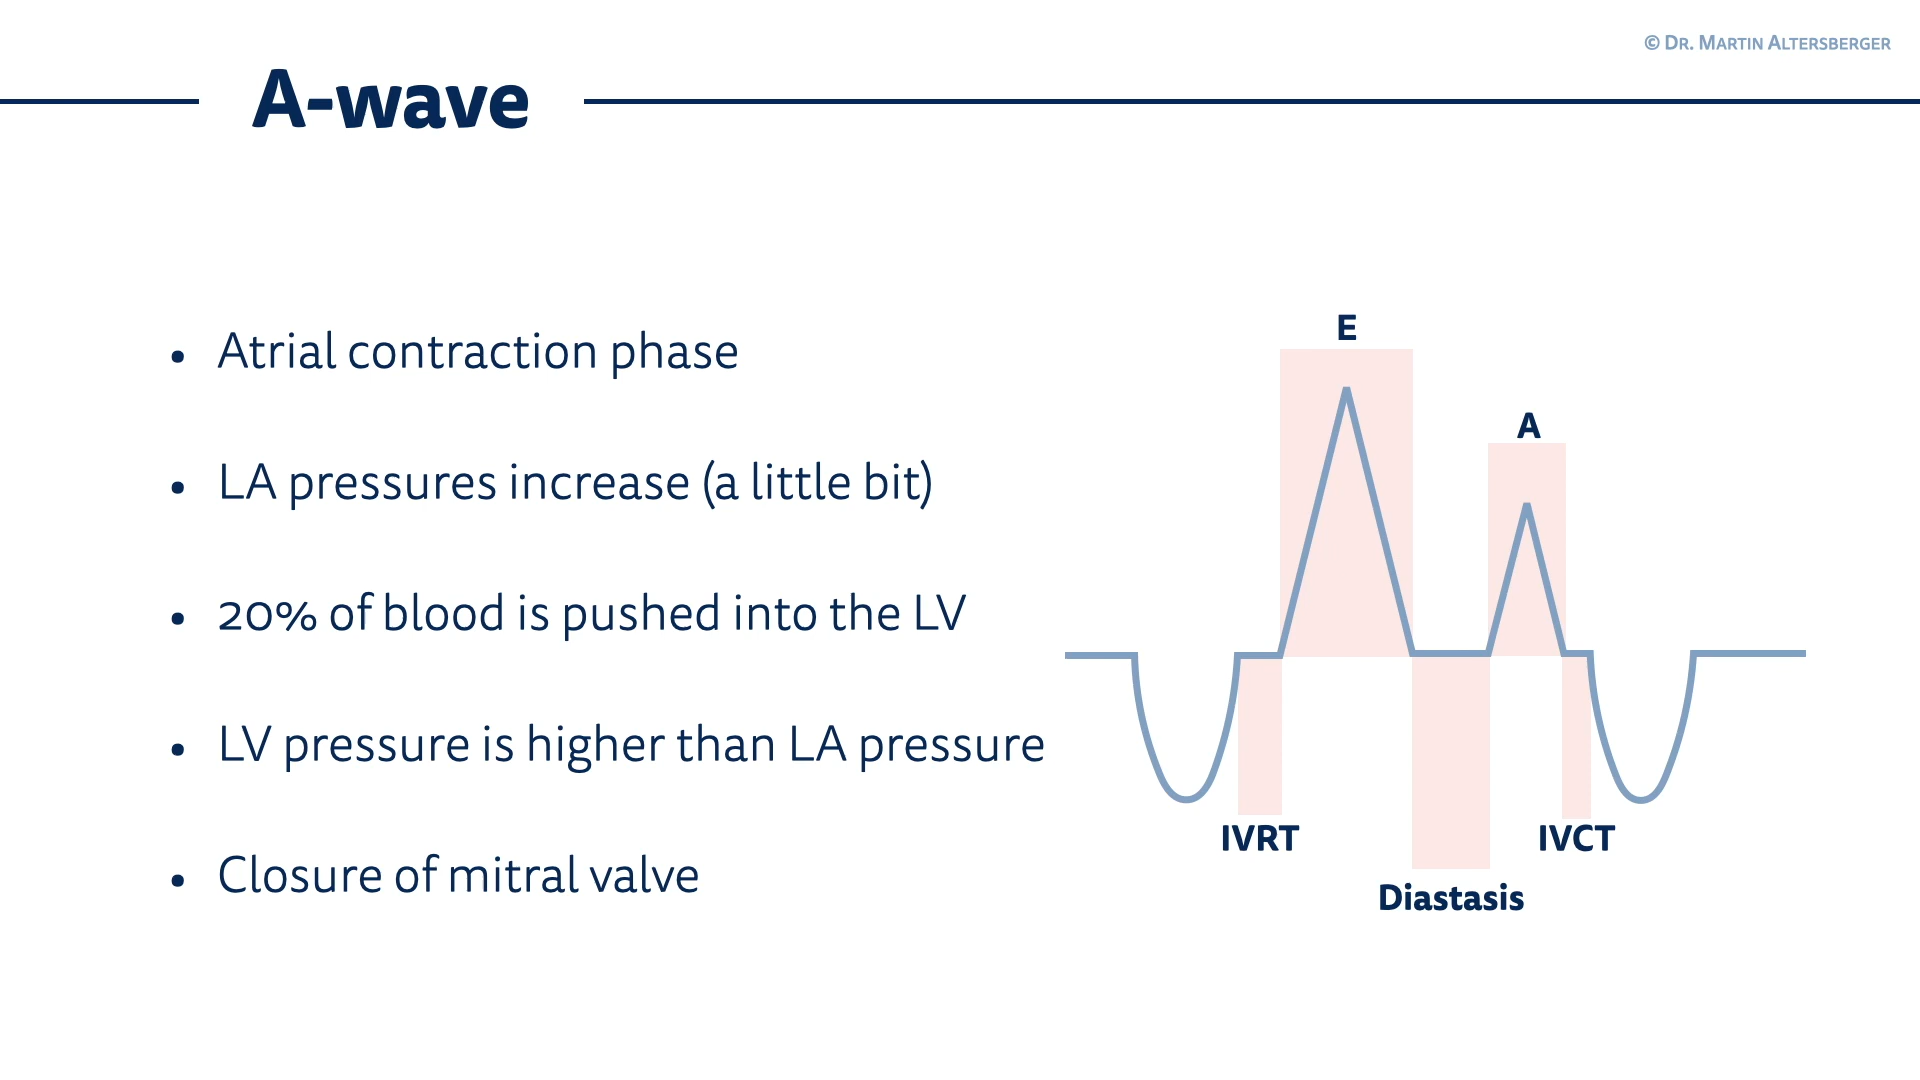 © DR. MARTIN ALTERSBERGER
A-wave
• Atrial contraction phase
• LA pressures increase (a little bit)
• 20% of blood is pushed into the LV
• LV pressure is higher than LA pressure
• Closure of mitral valve
E
A
IVRT
IVCT
Diastasis